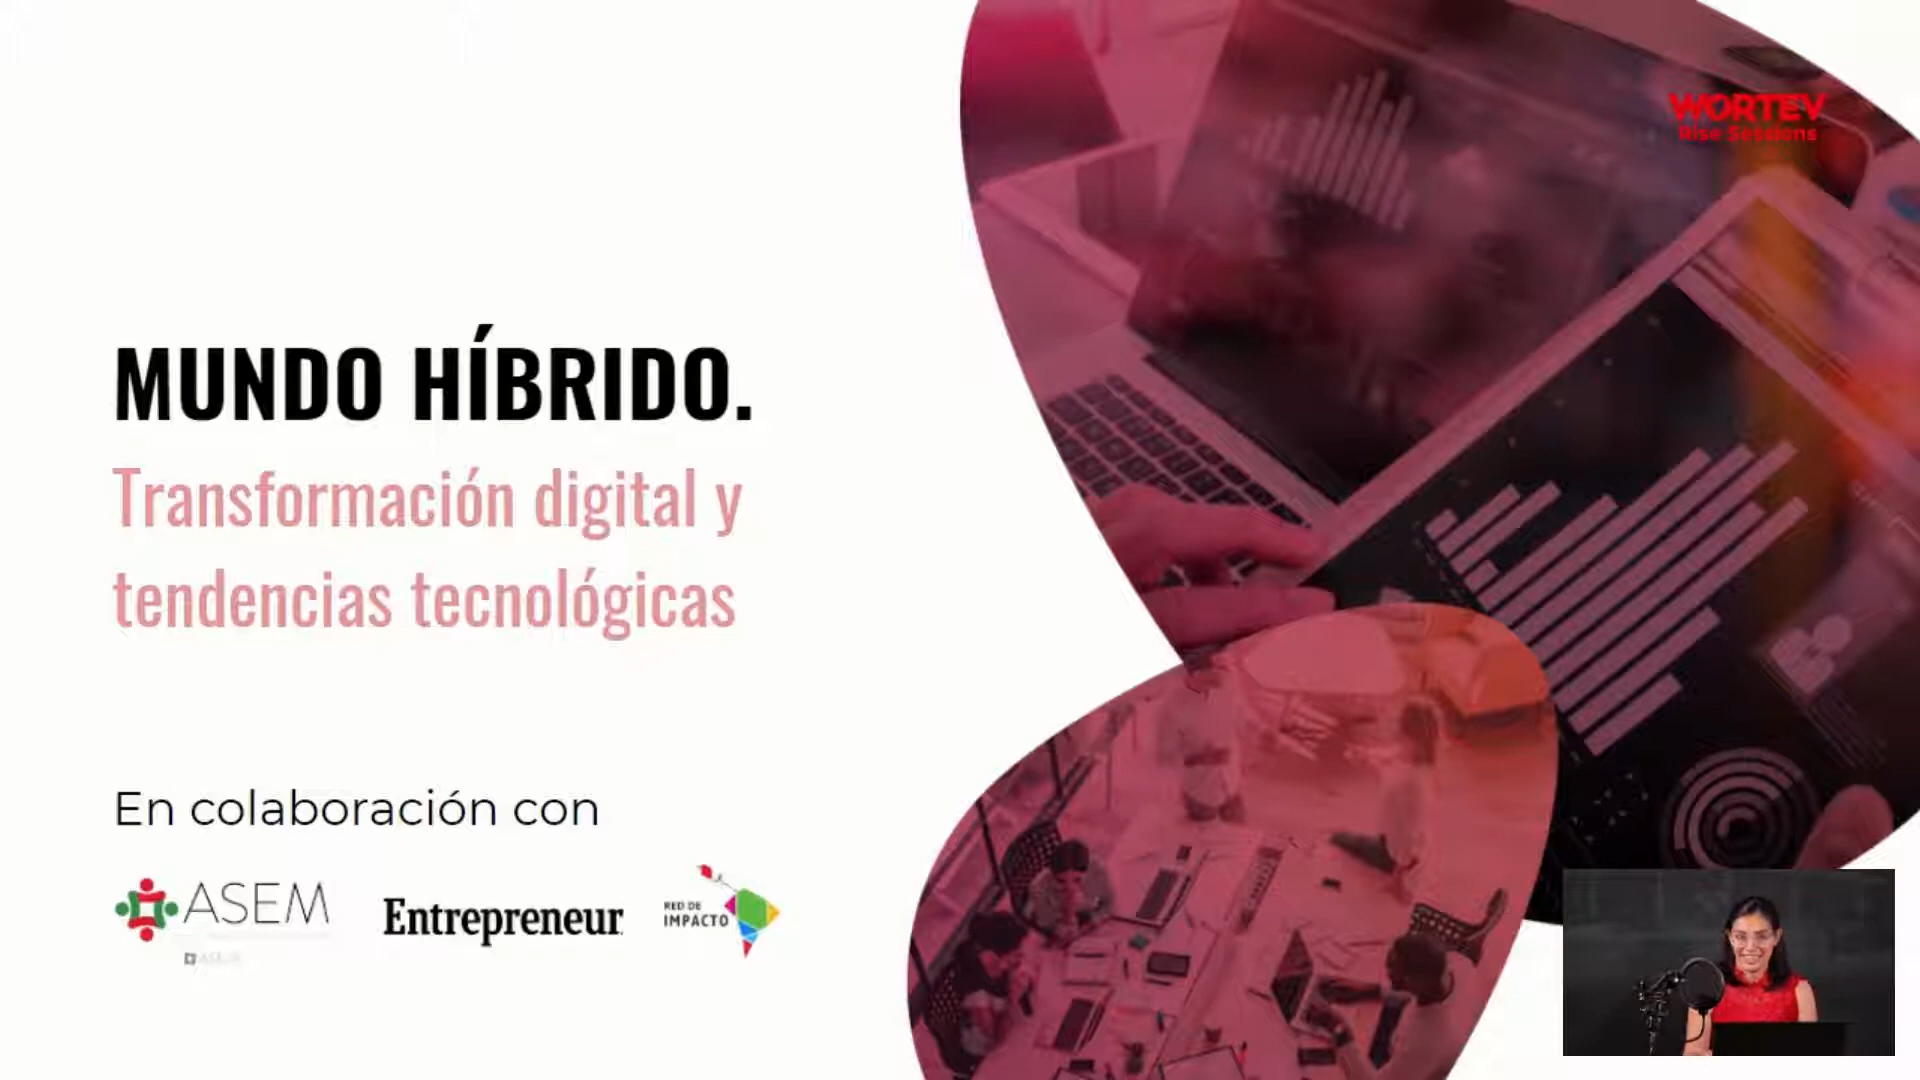 WORTEV
Rise Sessions
MUNDO HÍBRIDO.
Transformación digital y
tendencias tecnológicas
En colaboración con
ASEM
Entrepreneur
RED DE
IMPACTO